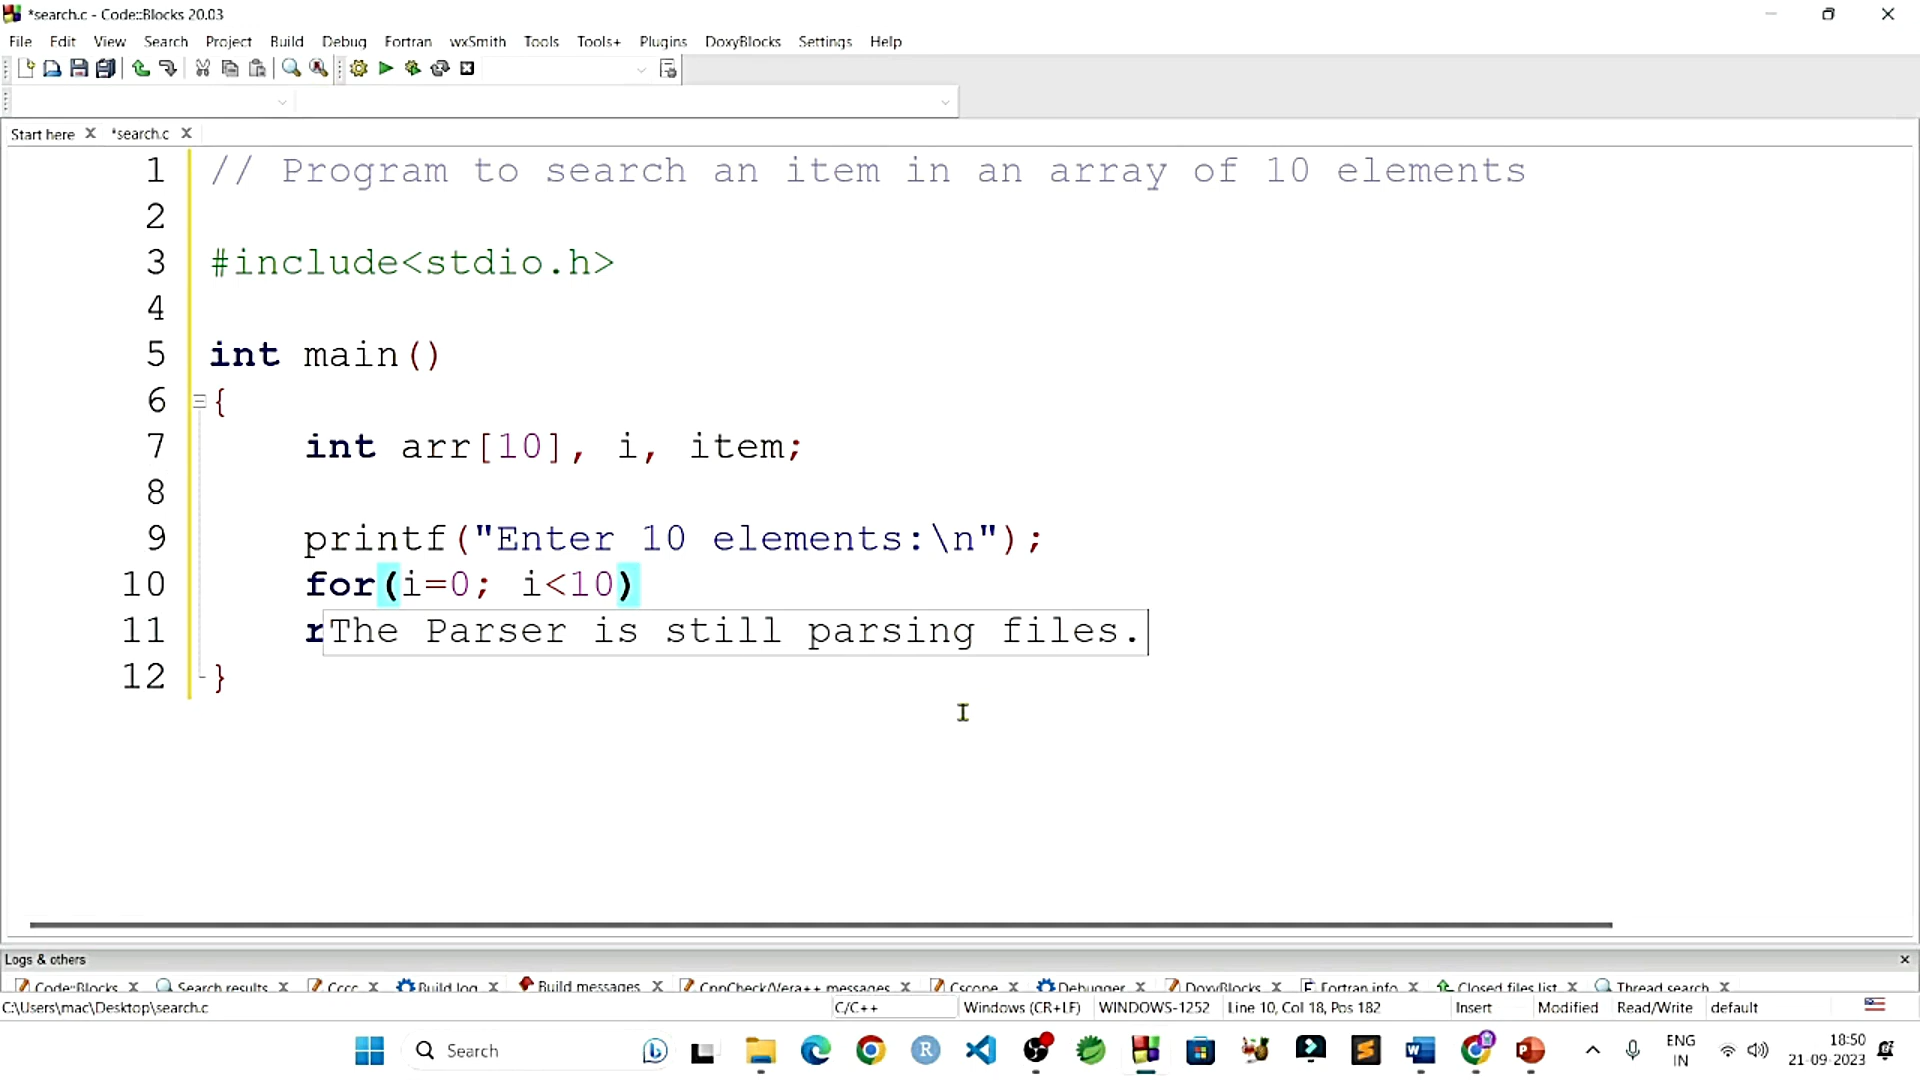 *search.c - Code::Blocks 20.03
File Edit View Search Project Build Debug Fortran wxSmith Tools Tools+ Plugins DoxyBlocks Settings Help
Start here X *search.c X
1 // Program to search an item in an array of 10 elements
2
3 #include<stdio.h>
4
5 int main()
6 {
7 int arr[10], i, item;
8
9 printf("Enter 10 elements:\n");
10 for(i=0; i<10)
11 r The Parser is still parsing files.
12 }
Logs & others
Code::Blocks X Search results X Cccc X Build log X Build messages X CppCheck/Vera++ messages X Cscope X Debugger X DoxyBlocks X Fortran info X Closed files list X Thread search X
C:\Users\mac\Desktop\search.c C/C++ Windows (CR+LF) WINDOWS-1252 Line 10, Col 18, Pos 182 Insert Modified Read/Write default
Search ENG 18:50
IN 21-09-2023